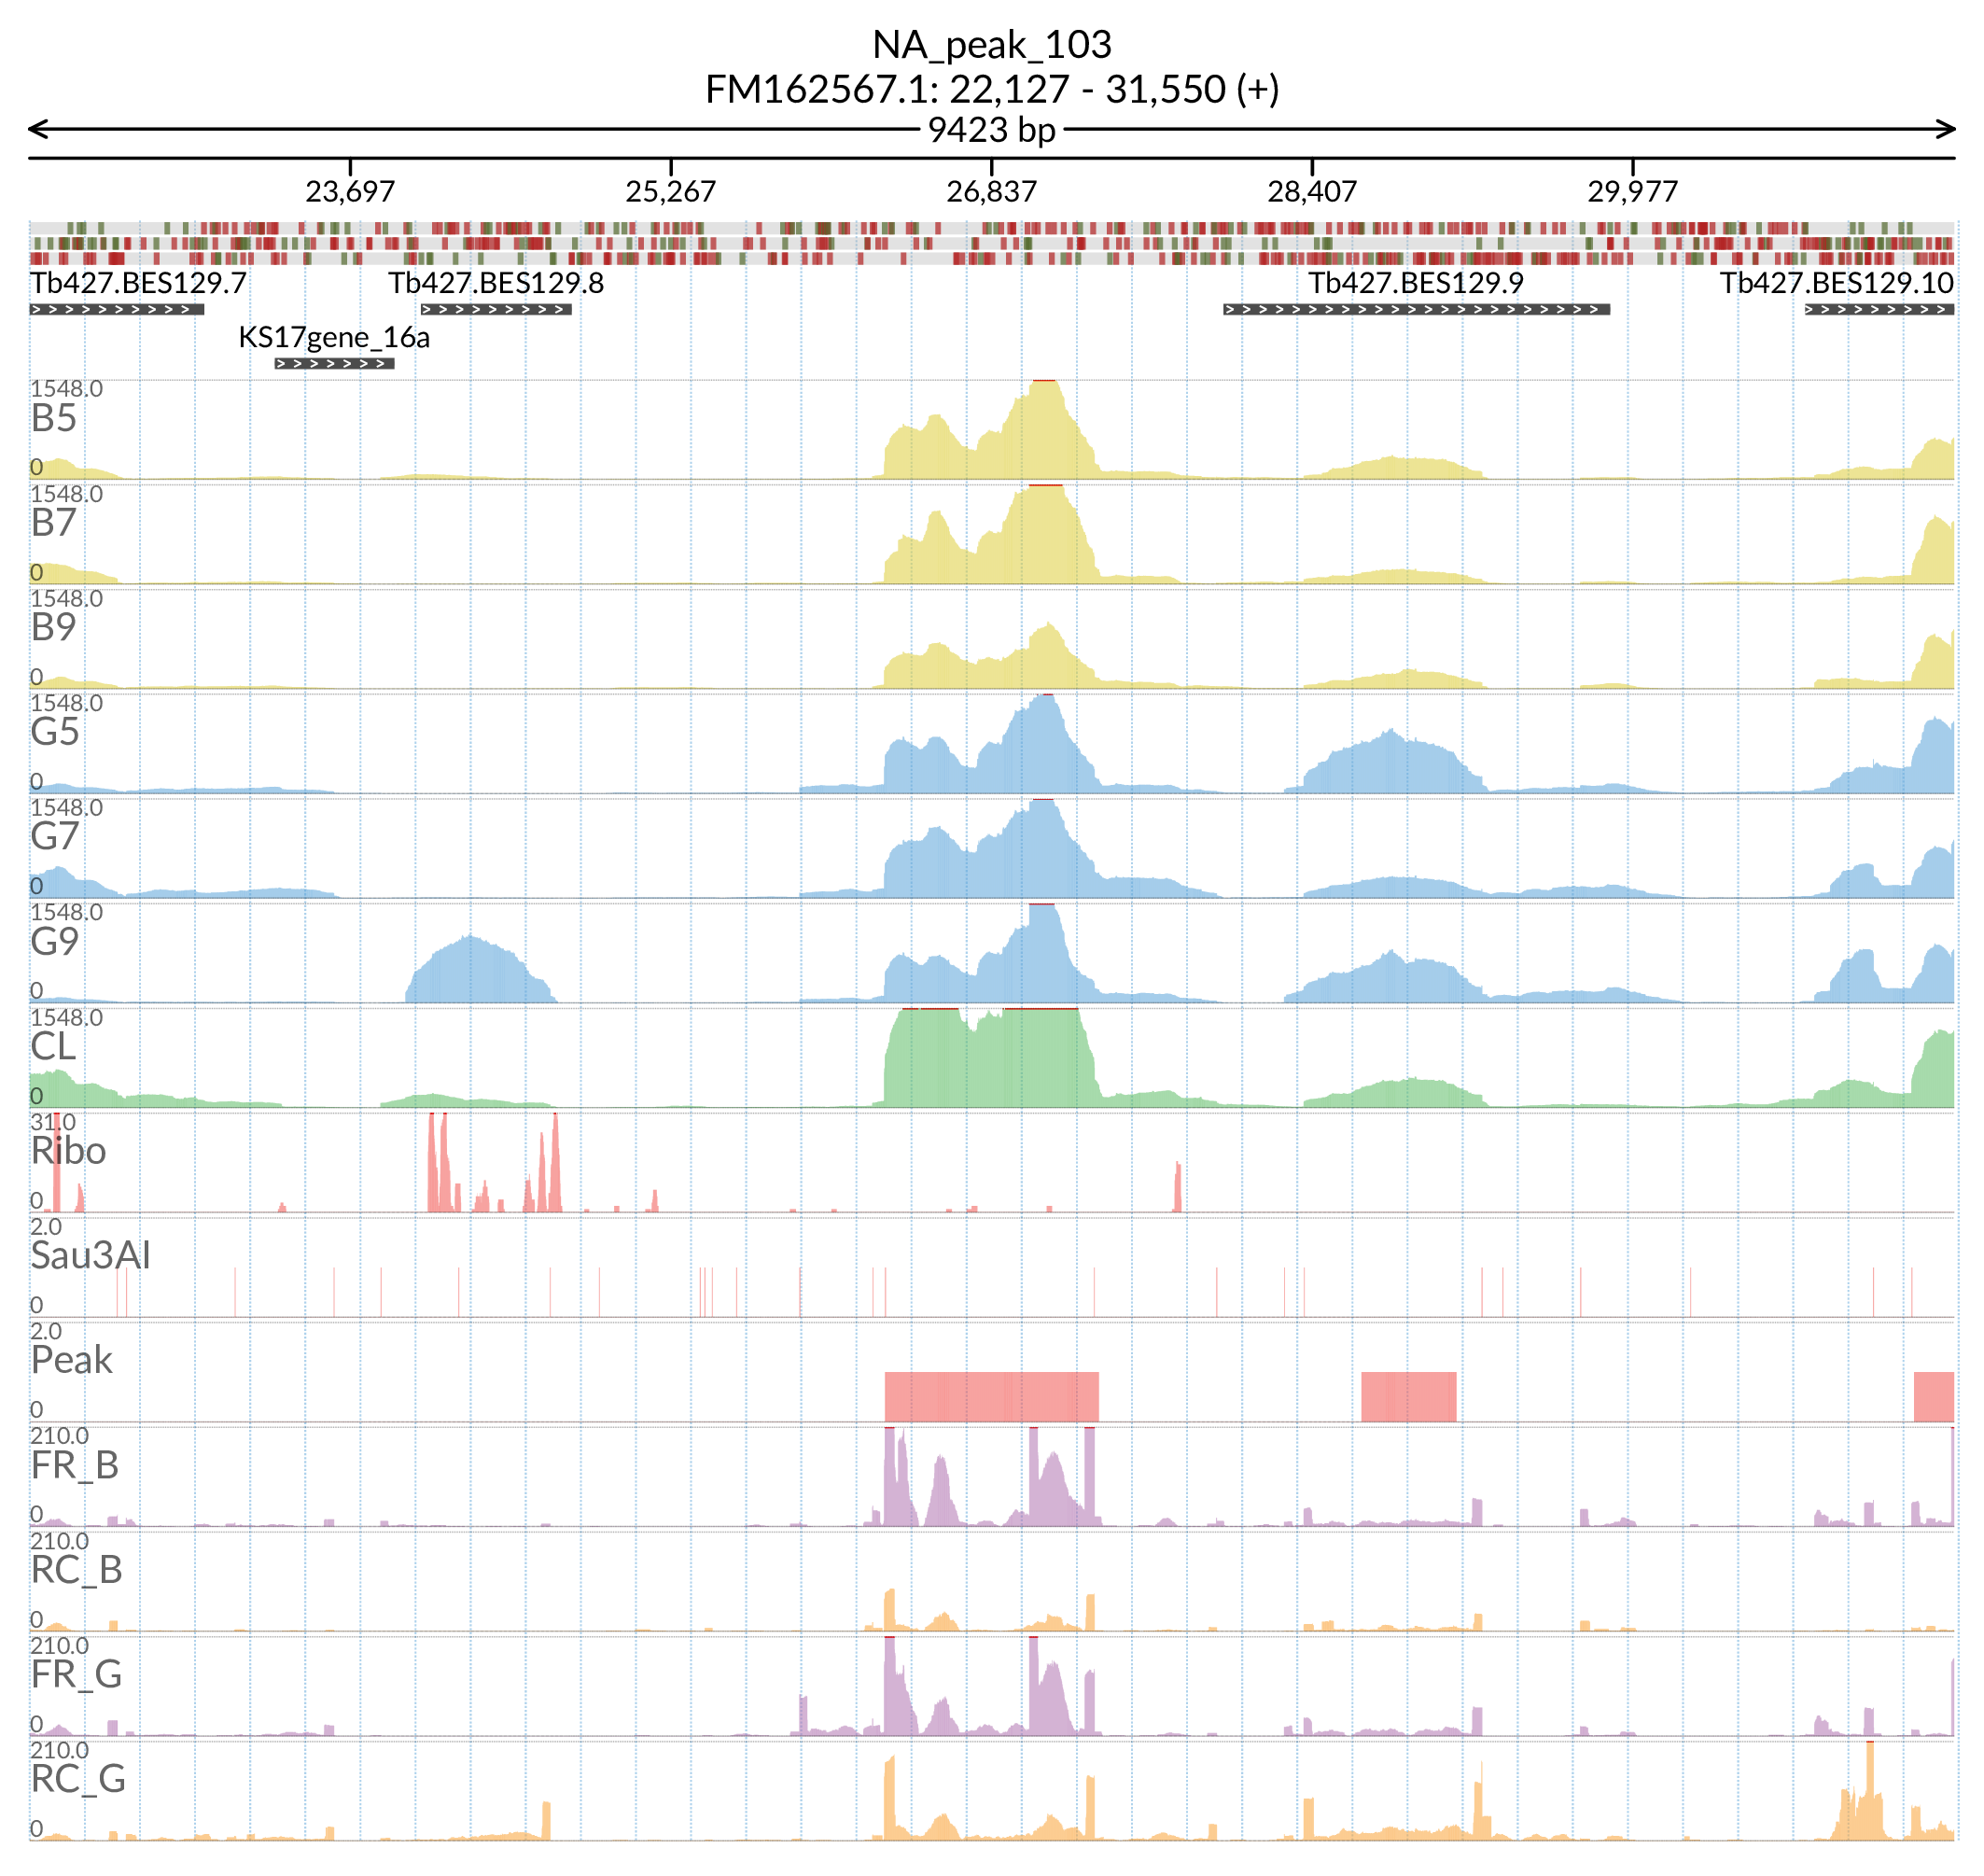 NA_peak_103
FM162567.1: 22,127 - 31,550 (+)
9423 bp
23,697 25,267 26,837 28,407 29,977
Tb427.BES129.7 Tb427.BES129.8 Tb427.BES129.9 Tb427.BES129.10
KS17gene_16a
1548.0
B5
0
1548.0
B7
0
1548.0
B9
0
1548.0
G5
0
1548.0
G7
0
1548.0
G9
0
1548.0
CL
0
31.0
Ribo
0
2.0
Sau3AI
0
2.0
Peak
0
210.0
FR_B
0
210.0
RC_B
0
210.0
FR_G
0
210.0
RC_G
0